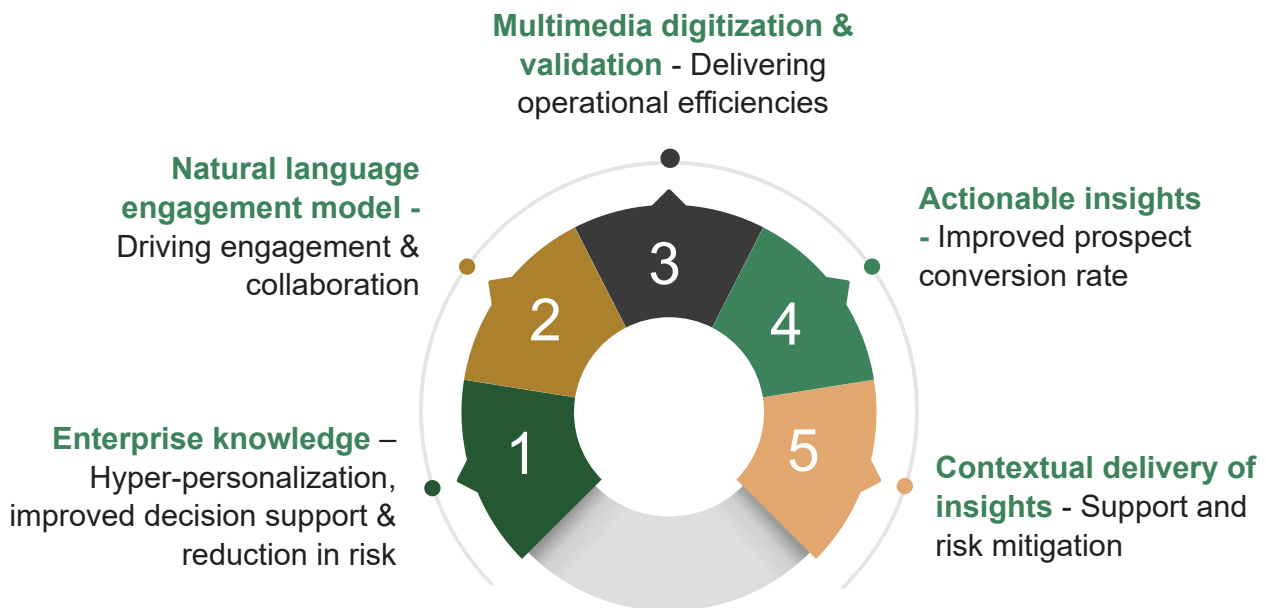 Multimedia digitization &
validation - Delivering
operational efficiencies
Natural language
engagement model -
Driving engagement &
collaboration
Actionable insights
- Improved prospect
conversion rate
3
2
4
1
5
Enterprise knowledge –
Hyper-personalization,
improved decision support &
reduction in risk
Contextual delivery of
insights - Support and
risk mitigation